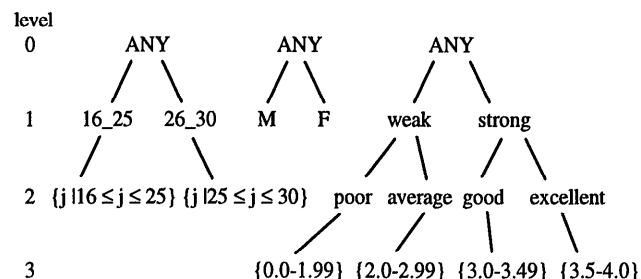 level
0 ANY ANY ANY
1 16_25 26_30 M F weak strong
2 {j |16 ≤ j ≤ 25} {j |25 ≤ j ≤ 30} poor average good excellent
3 {0.0-1.99} {2.0-2.99} {3.0-3.49} {3.5-4.0}